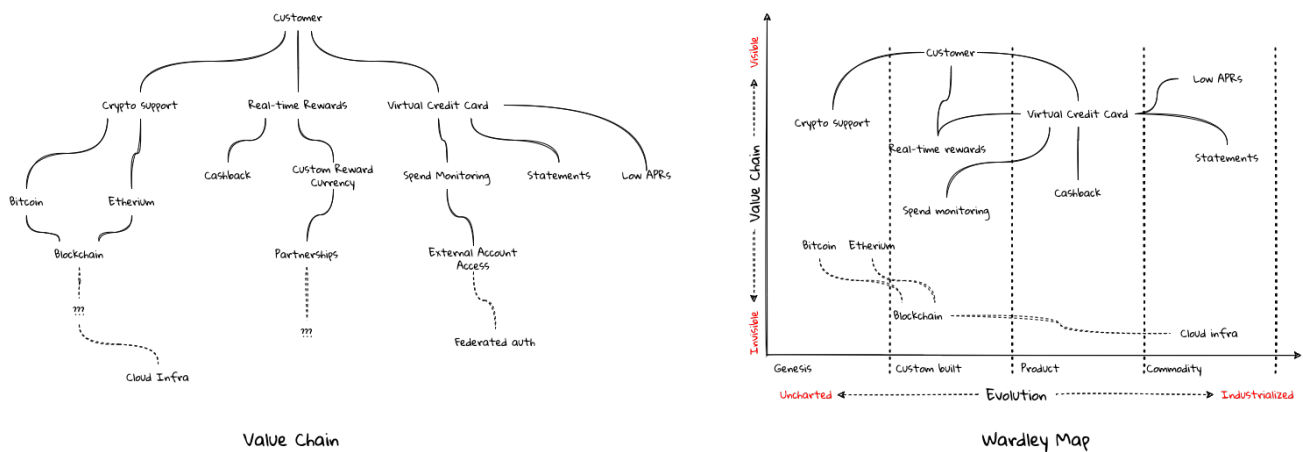 Customer
Crypto support
Real-time Rewards
Virtual Credit Card
Cashback
Custom Reward
Currency
Spend Monitoring
Statements
Low APRs
Bitcoin
Etherium
Blockchain
Partnerships
External Account
Access
???
???
Federated auth
Cloud Infra
Value Chain
Visible
Value Chain
Invisible
Customer
Low APRs
Crypto support
Virtual Credit Card
Real-time rewards
Statements
Cashback
Spend monitoring
Bitcoin
Etherium
Blockchain
Cloud infra
Genesis
Custom built
Product
Commodity
Uncharted
Evolution
Industrialized
Wardley Map